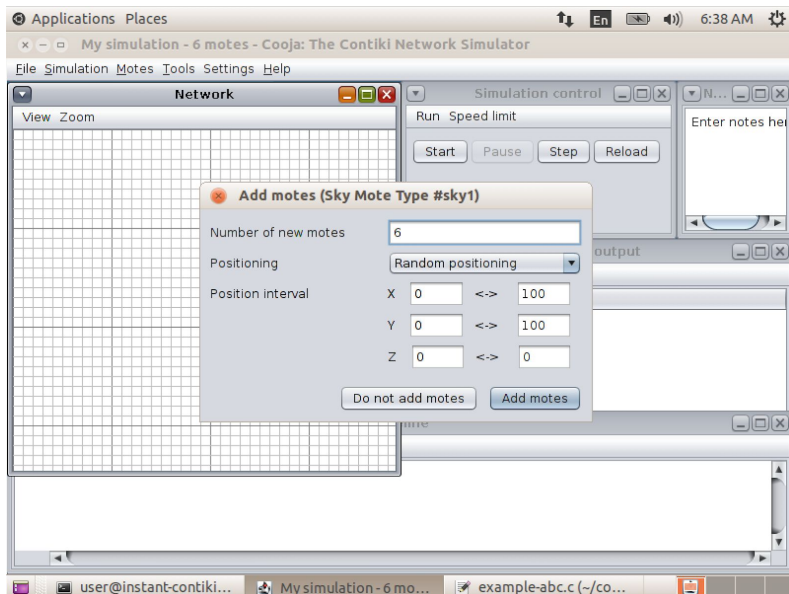 Applications Places
En
6:38 AM
My simulation - 6 motes - Cooja: The Contiki Network Simulator
File Simulation Motes Tools Settings Help
Network
View Zoom
Simulation control
Run Speed limit
Start Pause Step Reload
N...
Enter notes her
Add motes (Sky Mote Type #sky1)
Number of new motes 6
Positioning Random positioning
Position interval X 0 <-> 100
Y 0 <-> 100
Z 0 <-> 0
Do not add motes Add motes
output
user@instant-contiki...
My simulation - 6 mo...
example-abc.c (~/co...